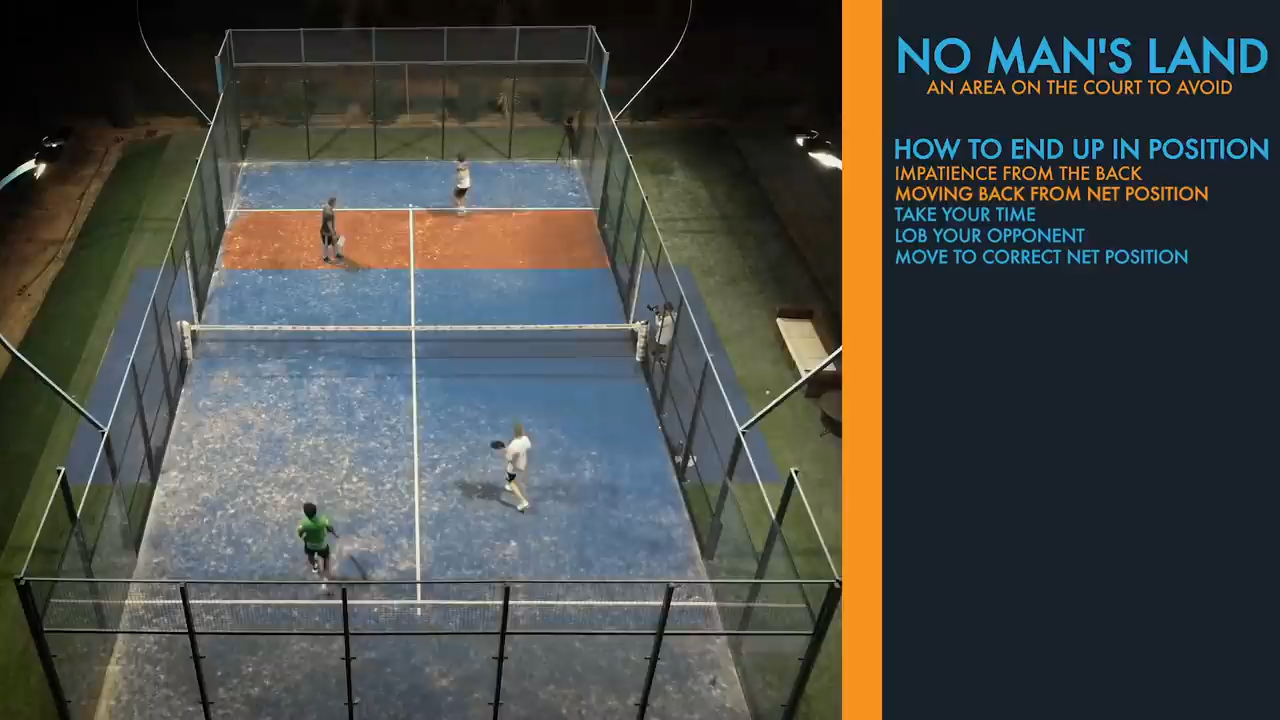 NO MAN'S LAND
AN AREA ON THE COURT TO AVOID
HOW TO END UP IN POSITION
IMPATIENCE FROM THE BACK
MOVING BACK FROM NET POSITION
TAKE YOUR TIME
LOB YOUR OPPONENT
MOVE TO CORRECT NET POSITION